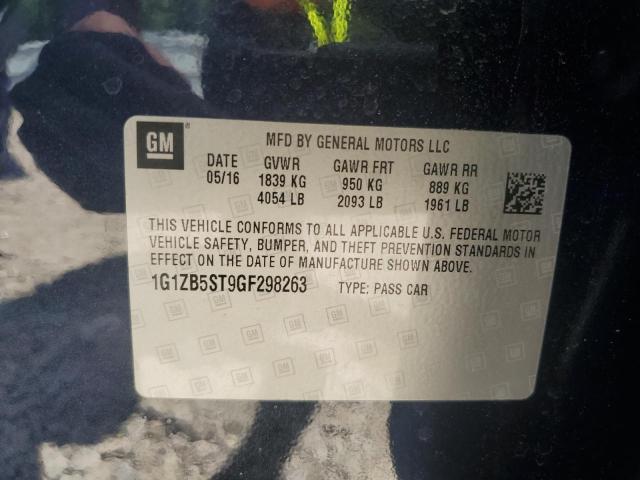 GM
MFD BY GENERAL MOTORS LLC
DATE GVWR GAWR FRT GAWR RR
05/16 1839 KG 950 KG 889 KG
4054 LB 2093 LB 1961 LB
THIS VEHICLE CONFORMS TO ALL APPLICABLE U.S. FEDERAL MOTOR
VEHICLE SAFETY, BUMPER, AND THEFT PREVENTION STANDARDS IN
EFFECT ON THE DATE OF MANUFACTURE SHOWN ABOVE.
1G1ZB5ST9GF298263 TYPE: PASS CAR